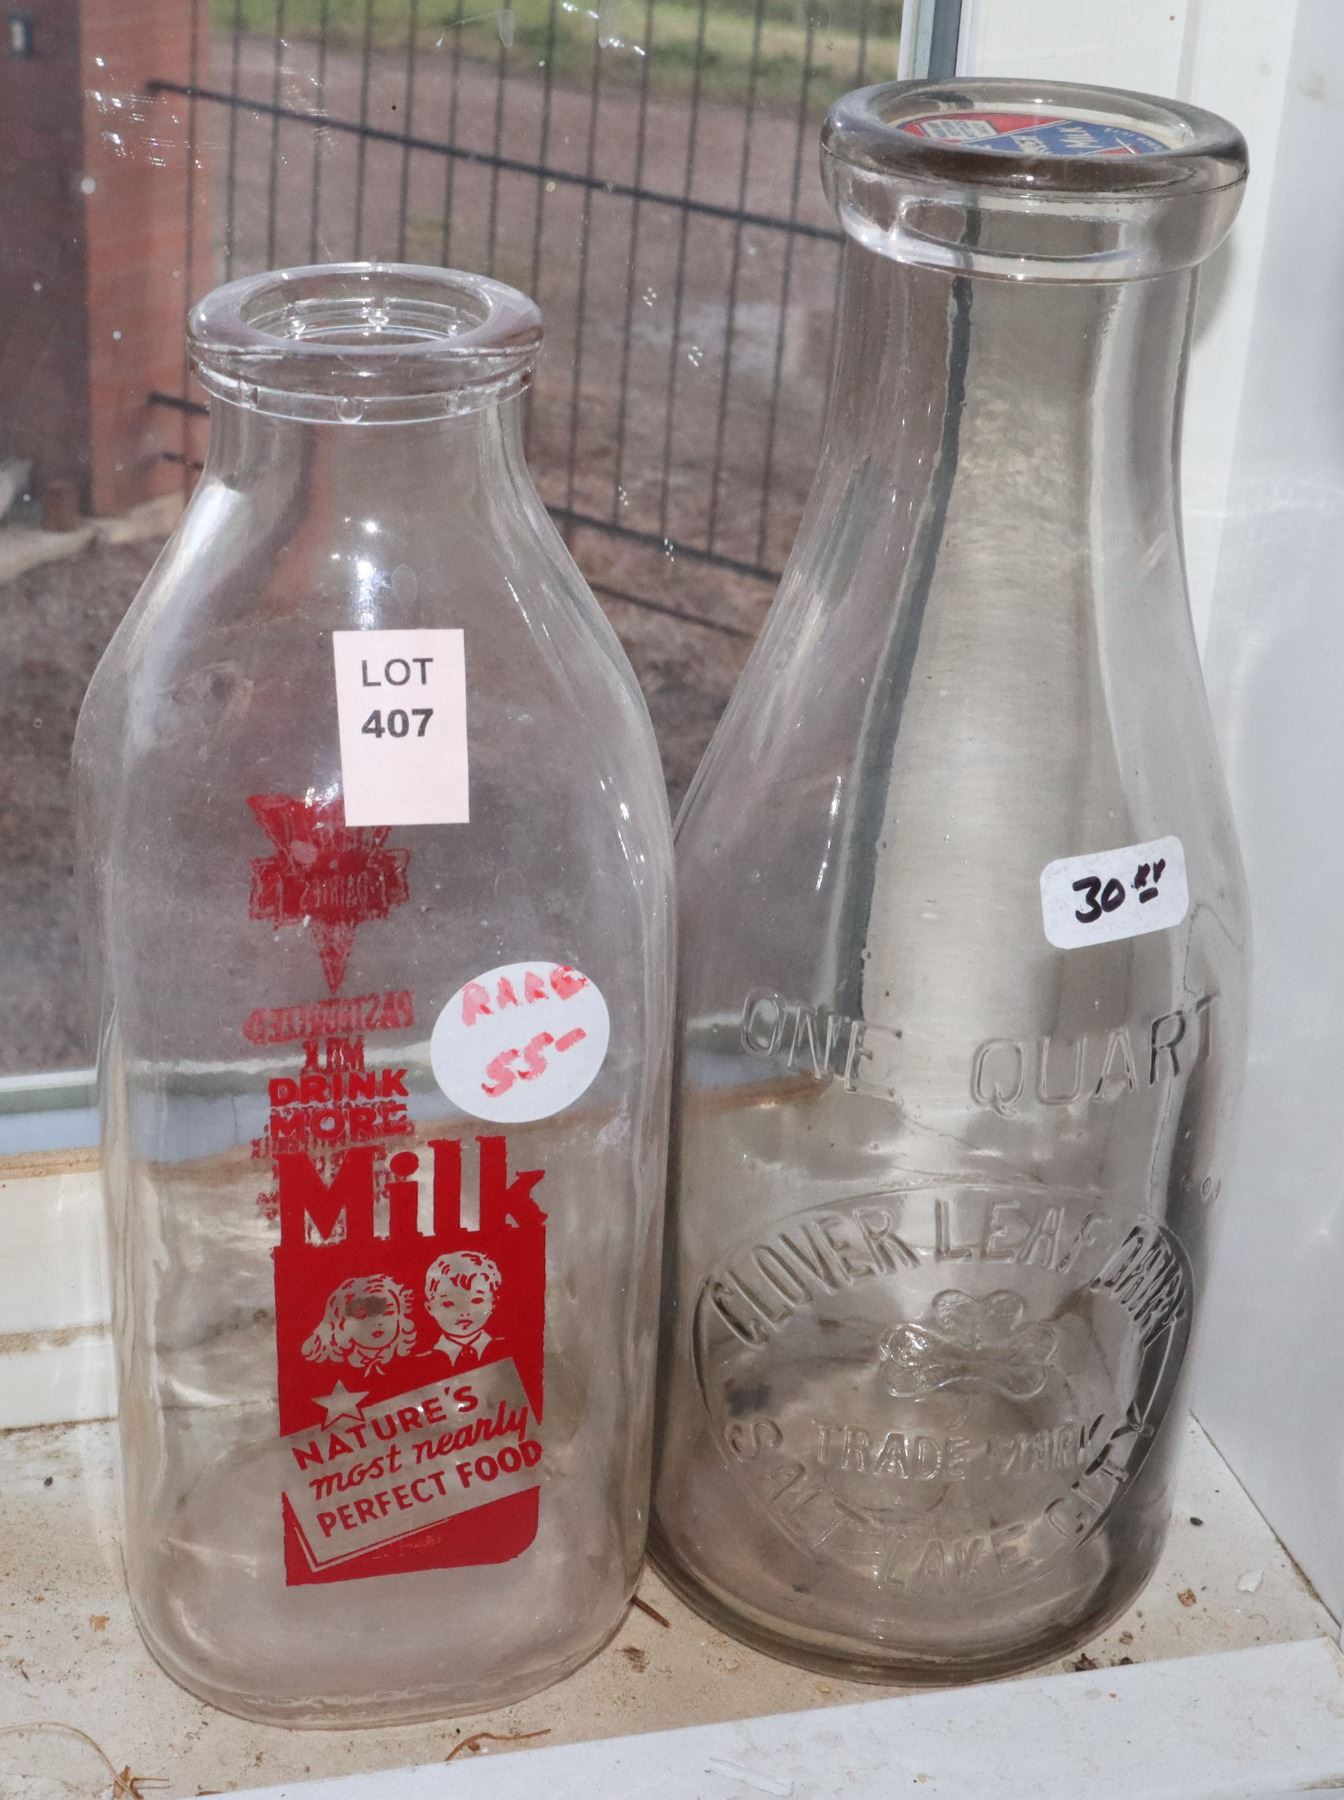 LOT
407
RARE
55-
DRINK
MORE
Milk
NATURE'S
most nearly
PERFECT FOOD
MILK
30
ONE QUART
CLOVER LEAF DAIRY
TRADE MARK
SALT LAKE CITY